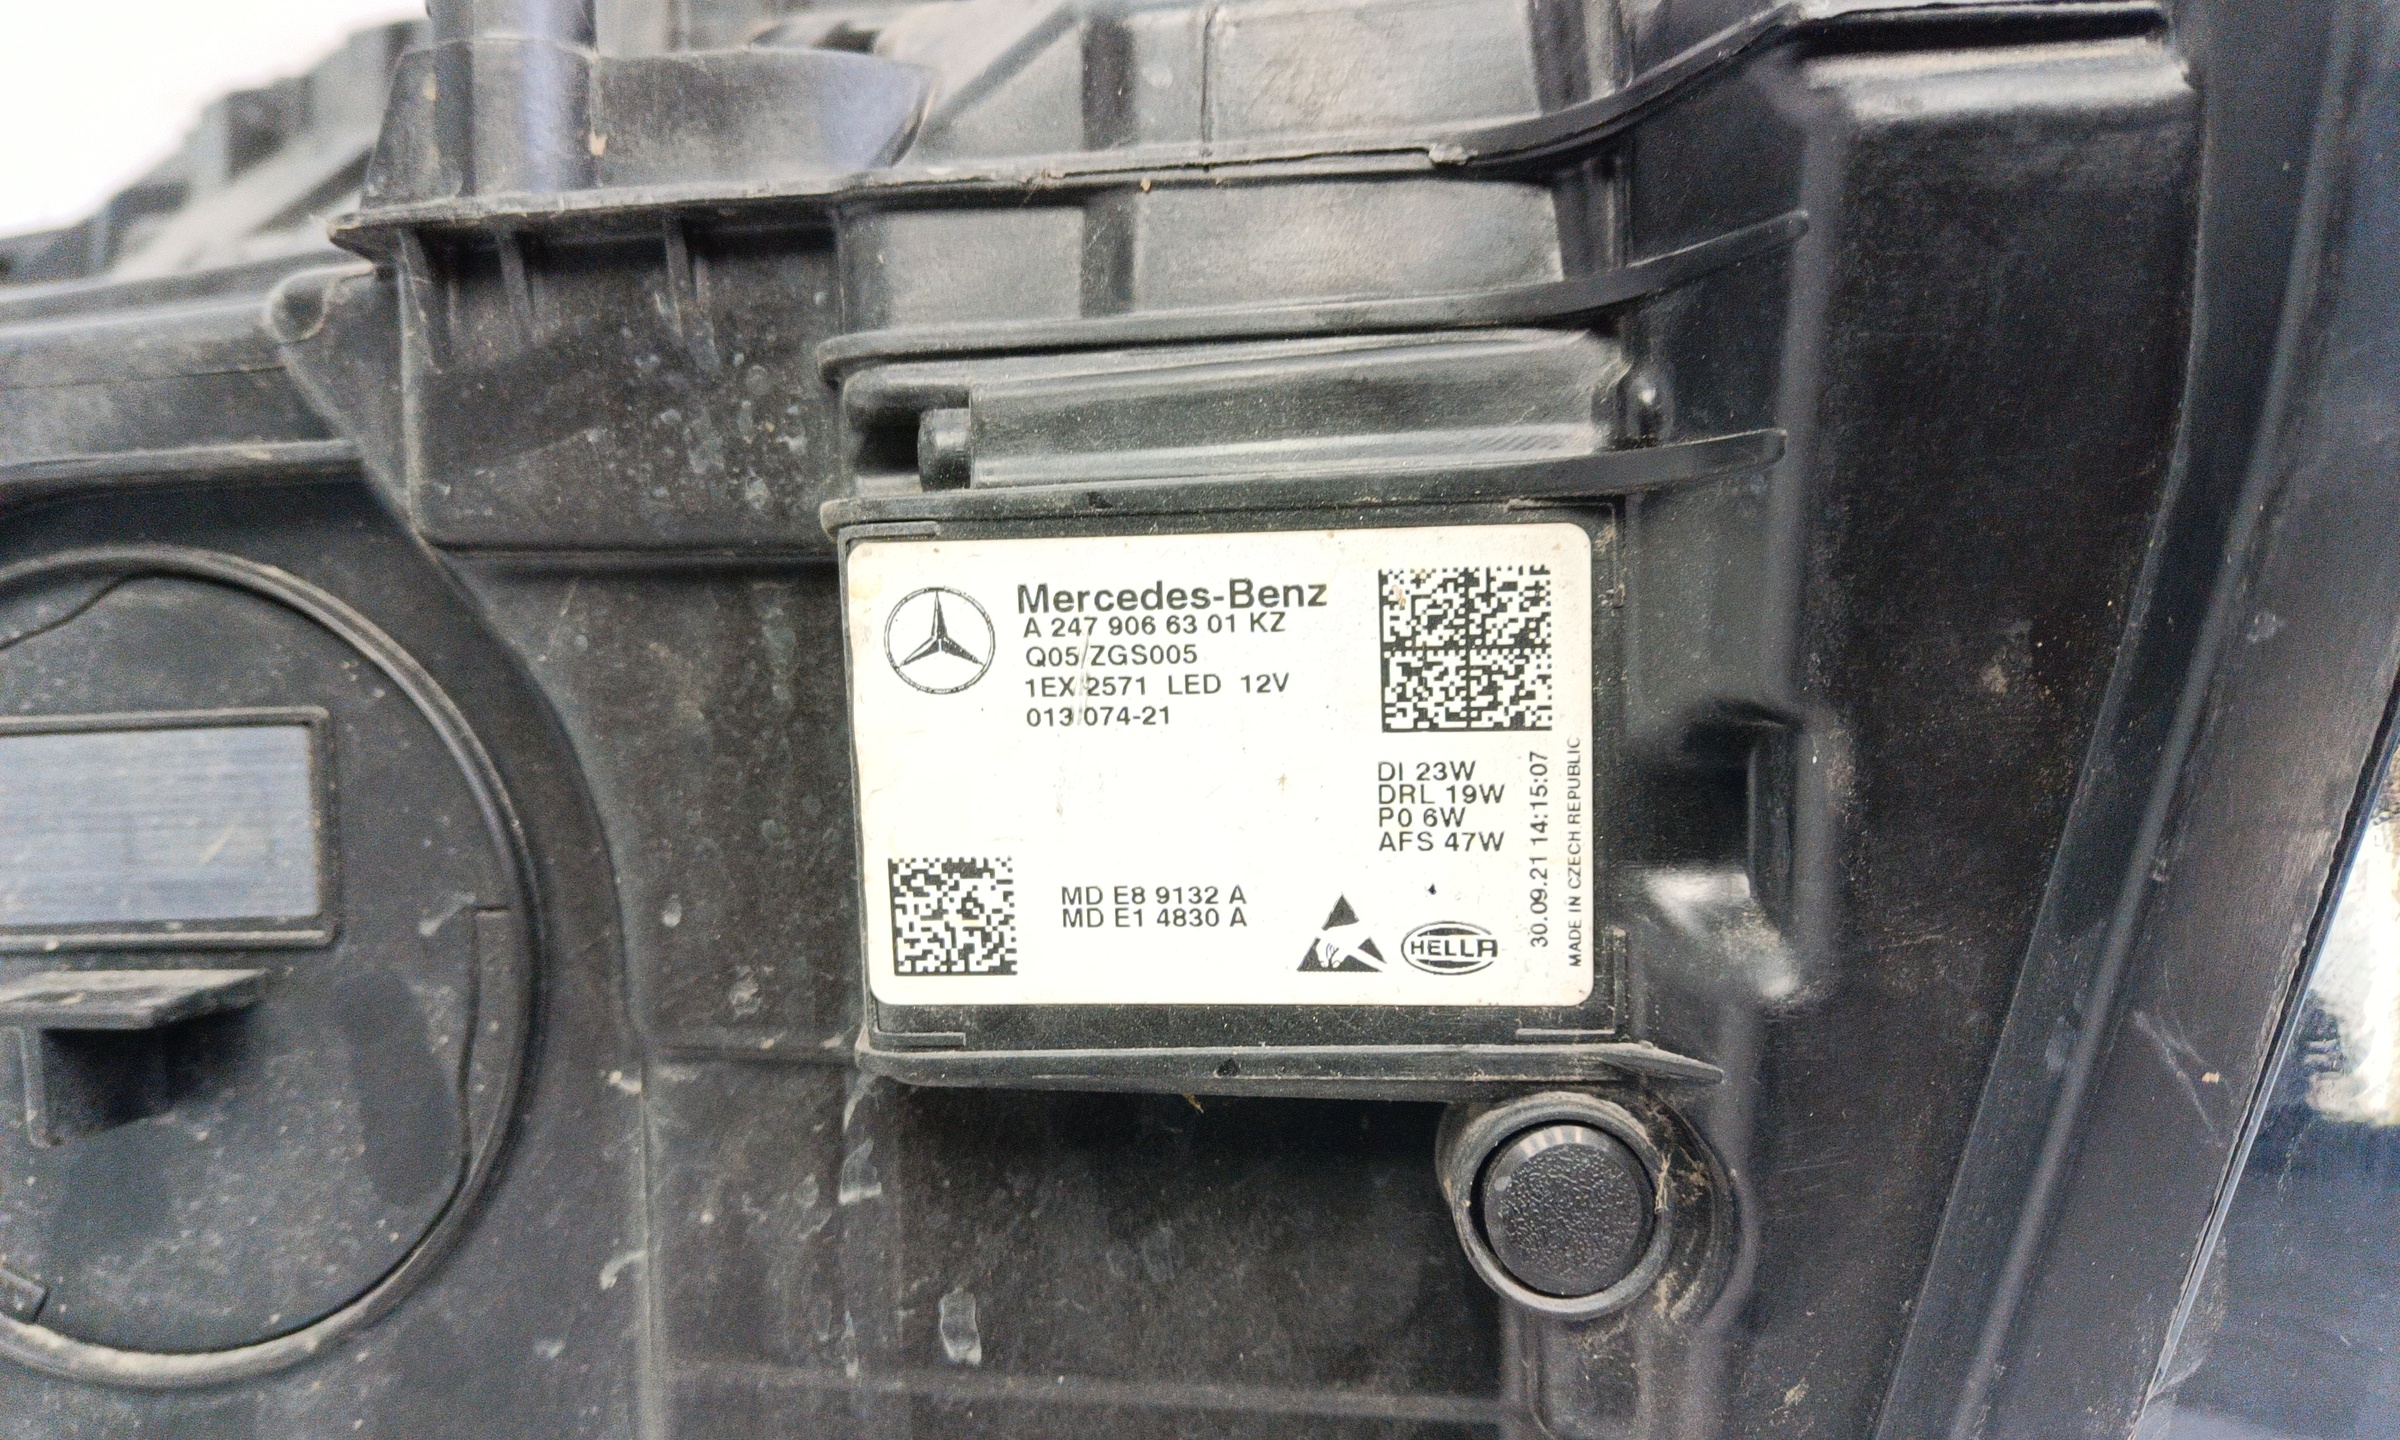 Mercedes-Benz
A 247 906 63 01 KZ
Q05 ZGS005
1EX 2571 LED 12V
013 074-21
DI 23W
DRL 19W
P0 6W
AFS 47W
MD E8 9132 A
MD E1 4830 A
HELLA
30.09.21 14:15:07
MADE IN CZECH REPUBLIC